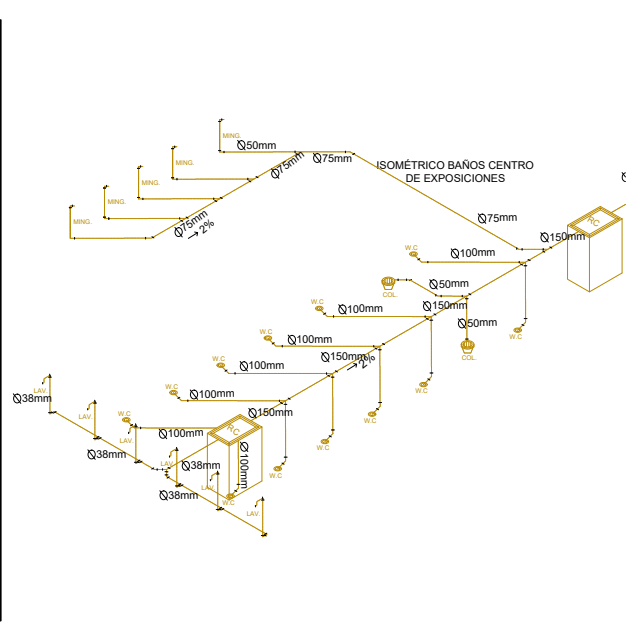 MING.
Ø50mm
MING.
Ø75mm
Ø75mm
ISOMÉTRICO BAÑOS CENTRO
DE EXPOSICIONES
MING.
MING.
MING.
Ø75mm
→ 2%
Ø75mm
RC
Ø150mm
W.C
Ø100mm
COL.
Ø50mm
W.C
Ø100mm
Ø150mm
Ø50mm
W.C
COL.
W.C
Ø100mm
W.C
Ø100mm
Ø150mm
→ 2%
W.C
LAV.
Ø38mm
W.C
Ø100mm
Ø150mm
W.C
LAV.
W.C
LAV.
Ø100mm
RC
W.C
Ø38mm
LAV.
Ø38mm
Ø100mm
W.C
Ø38mm
LAV.
W.C
LAV.